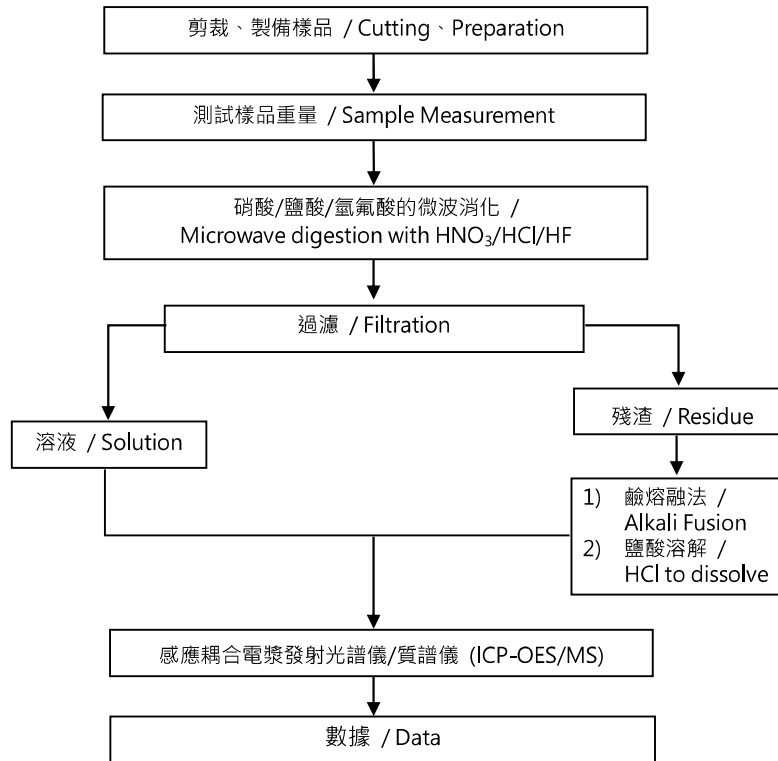 剪裁、製備樣品 / Cutting、Preparation
測試樣品重量 / Sample Measurement
硝酸/鹽酸/氫氟酸的微波消化 /
Microwave digestion with HNO₃/HCl/HF
過濾 / Filtration
溶液 / Solution
殘渣 / Residue
1) 鹼熔融法 /
Alkali Fusion
2) 鹽酸溶解 /
HCl to dissolve
感應耦合電漿發射光譜儀/質譜儀 (ICP-OES/MS)
數據 / Data